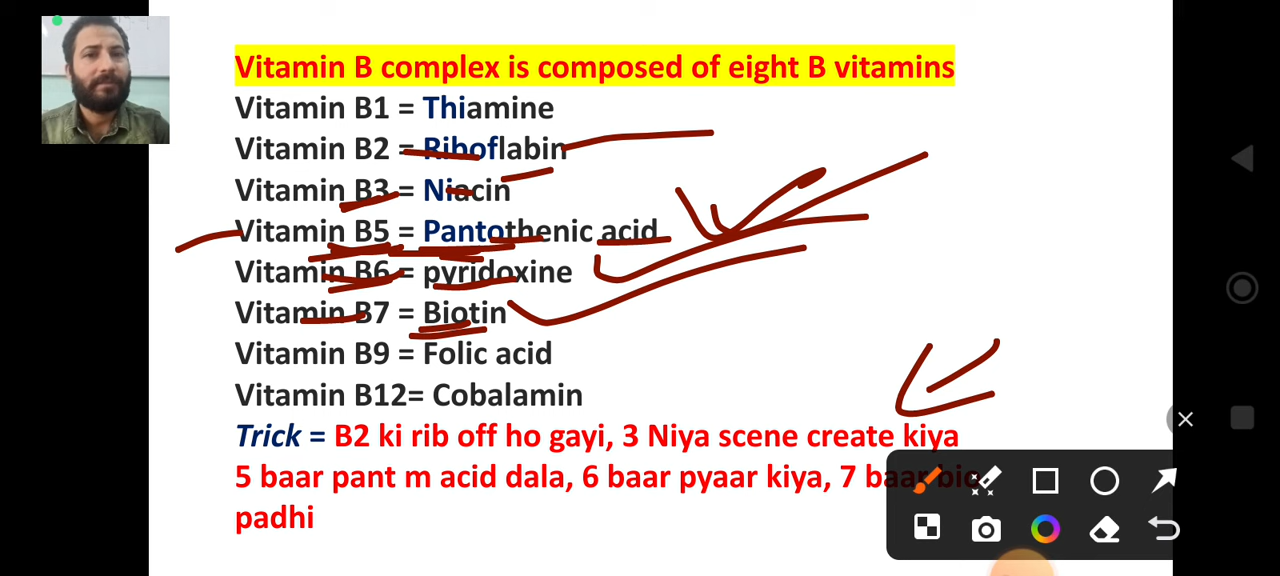 Vitamin B complex is composed of eight B vitamins
Vitamin B1 = Thiamine
Vitamin B2 = Riboflabin
Vitamin B3 = Niacin
Vitamin B5 = Pantothenic acid
Vitamin B6 = pyridoxine
Vitamin B7 = Biotin
Vitamin B9 = Folic acid
Vitamin B12= Cobalamin
Trick = B2 ki rib off ho gayi, 3 Niya scene create kiya
5 baar pant m acid dala, 6 baar pyaar kiya, 7 baar bio
padhi